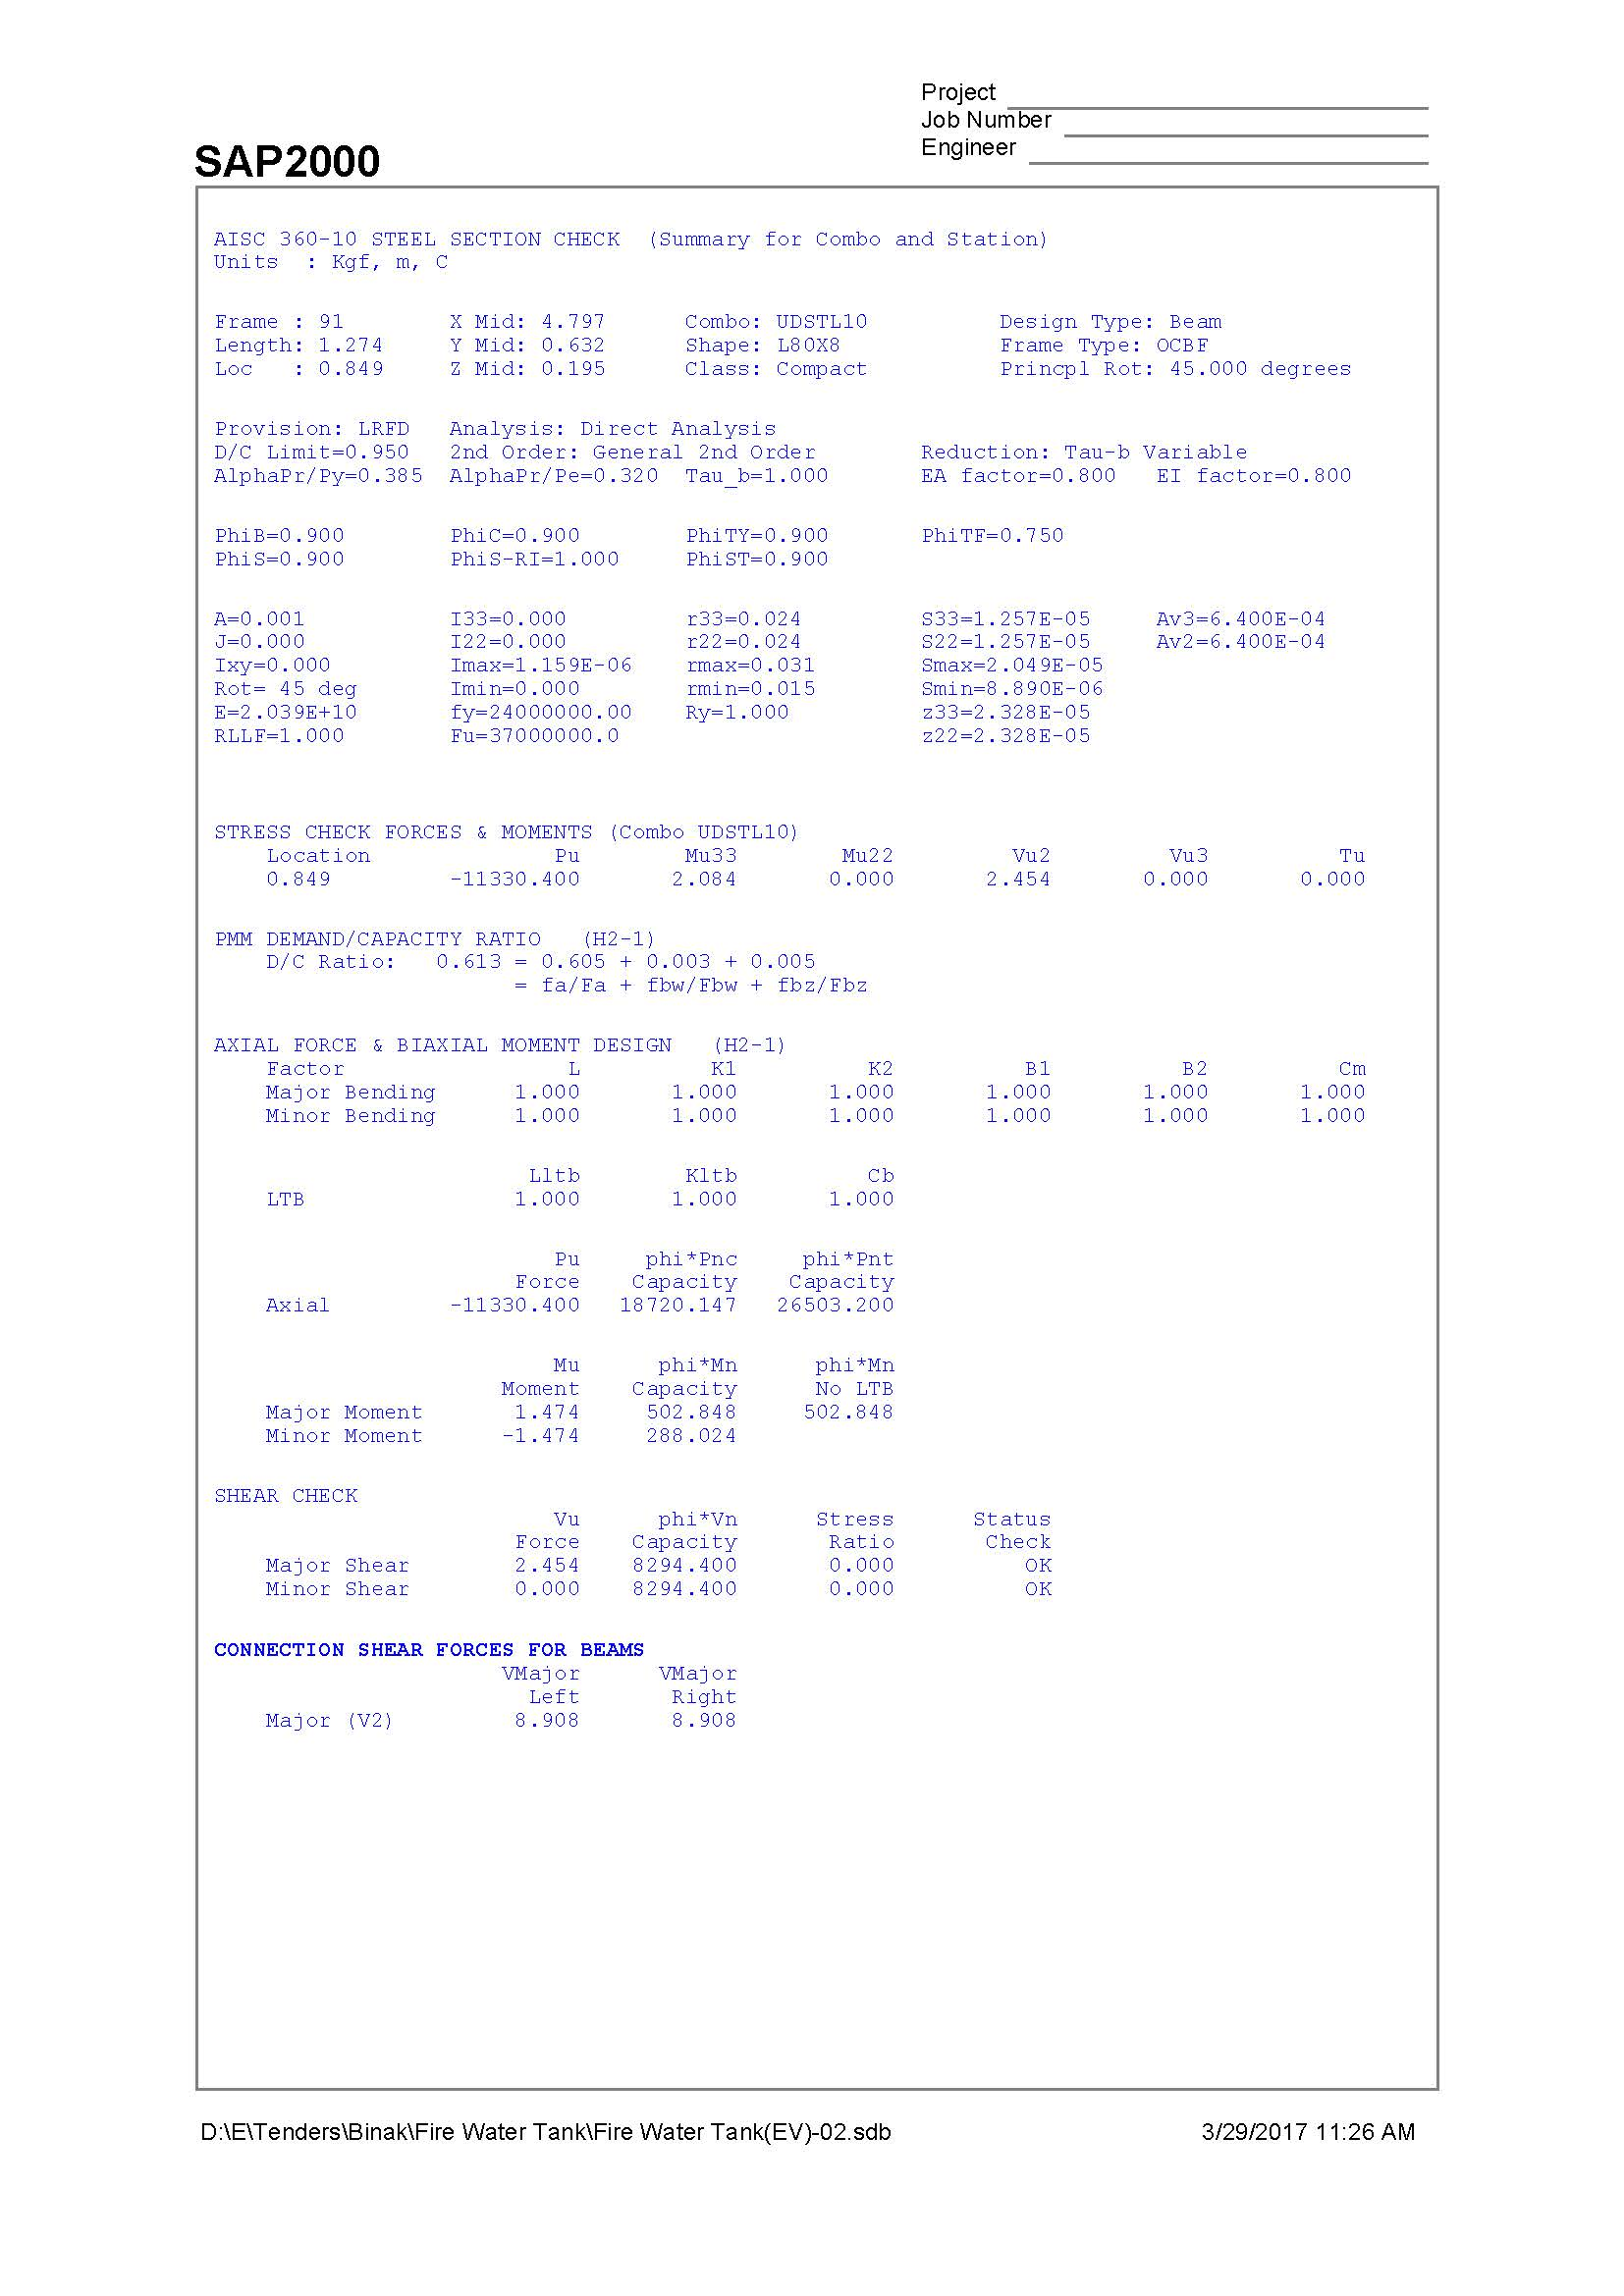 Project
Job Number
Engineer
SAP2000
AISC 360-10 STEEL SECTION CHECK (Summary for Combo and Station)
Units : Kgf, m, C
Frame : 91 X Mid: 4.797 Combo: UDSTL10 Design Type: Beam
Length: 1.274 Y Mid: 0.632 Shape: L80X8 Frame Type: OCBF
Loc : 0.849 Z Mid: 0.195 Class: Compact Princpl Rot: 45.000 degrees
Provision: LRFD Analysis: Direct Analysis
D/C Limit=0.950 2nd Order: General 2nd Order Reduction: Tau-b Variable
AlphaPr/Py=0.385 AlphaPr/Pe=0.320 Tau_b=1.000 EA factor=0.800 EI factor=0.800
PhiB=0.900 PhiC=0.900 PhiTY=0.900 PhiTF=0.750
PhiS=0.900 PhiS-RI=1.000 PhiST=0.900
A=0.001 I33=0.000 r33=0.024 S33=1.257E-05 Av3=6.400E-04
J=0.000 I22=0.000 r22=0.024 S22=1.257E-05 Av2=6.400E-04
Ixy=0.000 Imax=1.159E-06 rmax=0.031 Smax=2.049E-05
Rot= 45 deg Imin=0.000 rmin=0.015 Smin=8.890E-06
E=2.039E+10 fy=24000000.00 Ry=1.000 z33=2.328E-05
RLLF=1.000 Fu=37000000.0 z22=2.328E-05
STRESS CHECK FORCES & MOMENTS (Combo UDSTL10)
Location Pu Mu33 Mu22 Vu2 Vu3 Tu
0.849 -11330.400 2.084 0.000 2.454 0.000 0.000
PMM DEMAND/CAPACITY RATIO (H2-1)
D/C Ratio: 0.613 = 0.605 + 0.003 + 0.005
= fa/Fa + fbw/Fbw + fbz/Fbz
AXIAL FORCE & BIAXIAL MOMENT DESIGN (H2-1)
Factor L K1 K2 B1 B2 Cm
Major Bending 1.000 1.000 1.000 1.000 1.000 1.000
Minor Bending 1.000 1.000 1.000 1.000 1.000 1.000
Lltb Kltb Cb
LTB 1.000 1.000 1.000
Pu phi*Pnc phi*Pnt
Force Capacity Capacity
Axial -11330.400 18720.147 26503.200
Mu phi*Mn phi*Mn
Moment Capacity No LTB
Major Moment 1.474 502.848 502.848
Minor Moment -1.474 288.024
SHEAR CHECK
Vu phi*Vn Stress Status
Force Capacity Ratio Check
Major Shear 2.454 8294.400 0.000 OK
Minor Shear 0.000 8294.400 0.000 OK
CONNECTION SHEAR FORCES FOR BEAMS
VMajor VMajor
Left Right
Major (V2) 8.908 8.908
D:\E\Tenders\Binak\Fire Water Tank\Fire Water Tank(EV)-02.sdb 3/29/2017 11:26 AM